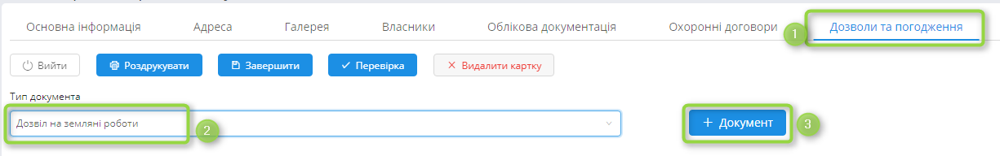 Основна інформація Адреса Галерея Власники Облікова документація Охоронні договори 1 Дозволи та погодження
Вийти Роздрукувати Завершити Перевірка Видалити картку
Тип документа
Дозвіл на земляні роботи 2 + Документ 3